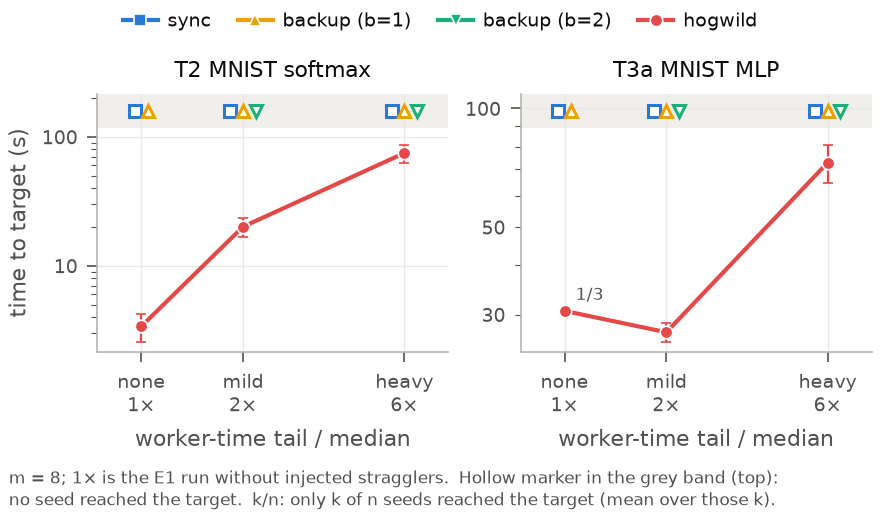 sync backup (b=1) backup (b=2) hogwild
T2 MNIST softmax
T3a MNIST MLP
time to target (s)
100
10
none
1×
mild
2×
heavy
6×
worker-time tail / median
100
50
30
1/3
none
1×
mild
2×
heavy
6×
worker-time tail / median
m = 8; 1× is the E1 run without injected stragglers. Hollow marker in the grey band (top):
no seed reached the target. k/n: only k of n seeds reached the target (mean over those k).